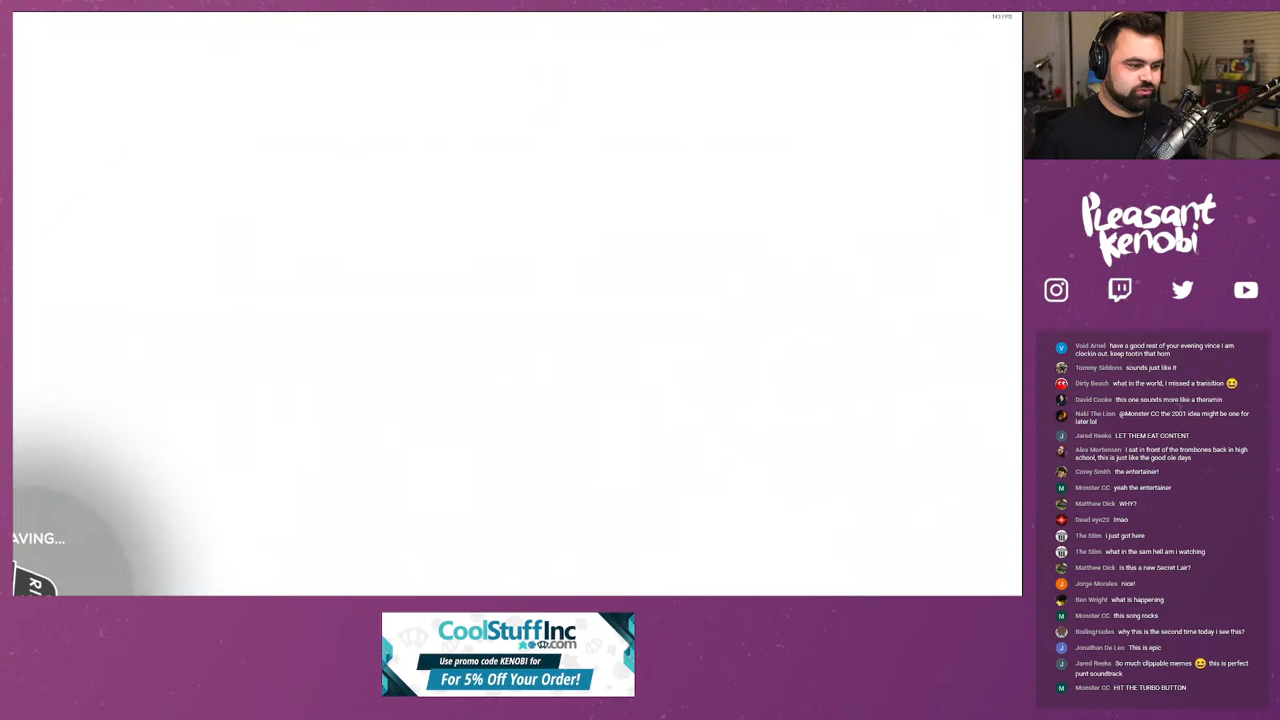 143 FPS
AVING...
RI
Pleasant
Kenobi
Void Arnel have a good rest of your evening vince I am
clockin out. keep tootin that horn
Tommy Siddons sounds just like it
Dirty Beach what in the world, I missed a transition
David Cooke this one sounds more like a theramin
Naki The Lion @Monster CC the 2001 idea might be one for
later lol
Jared Reeks LET THEM EAT CONTENT
Alex Mortensen I sit in front of the trombones back in high
school, this is just like the good ole days
Corey Smith the entertainer!
Monster CC yeah the entertainer
Matthew Dick WHY?
Dead eye23 lmao
The Stim i just got here
The Stim what in the sam hell am i watching
Matthew Dick Is this a new Secret Lair?
Jorge Morales nice!
Ben Wright what is happening
Monster CC this song rocks
BoilingHades why this is the second time today i see this?
Jonathan De Leo This is epic
Jared Reeks So much clippable memes this is perfect
punt soundtrack
Monster CC HIT THE TURBO BUTTON
CoolStuffInc
.com
Use promo code KENOBI for
For 5% Off Your Order!